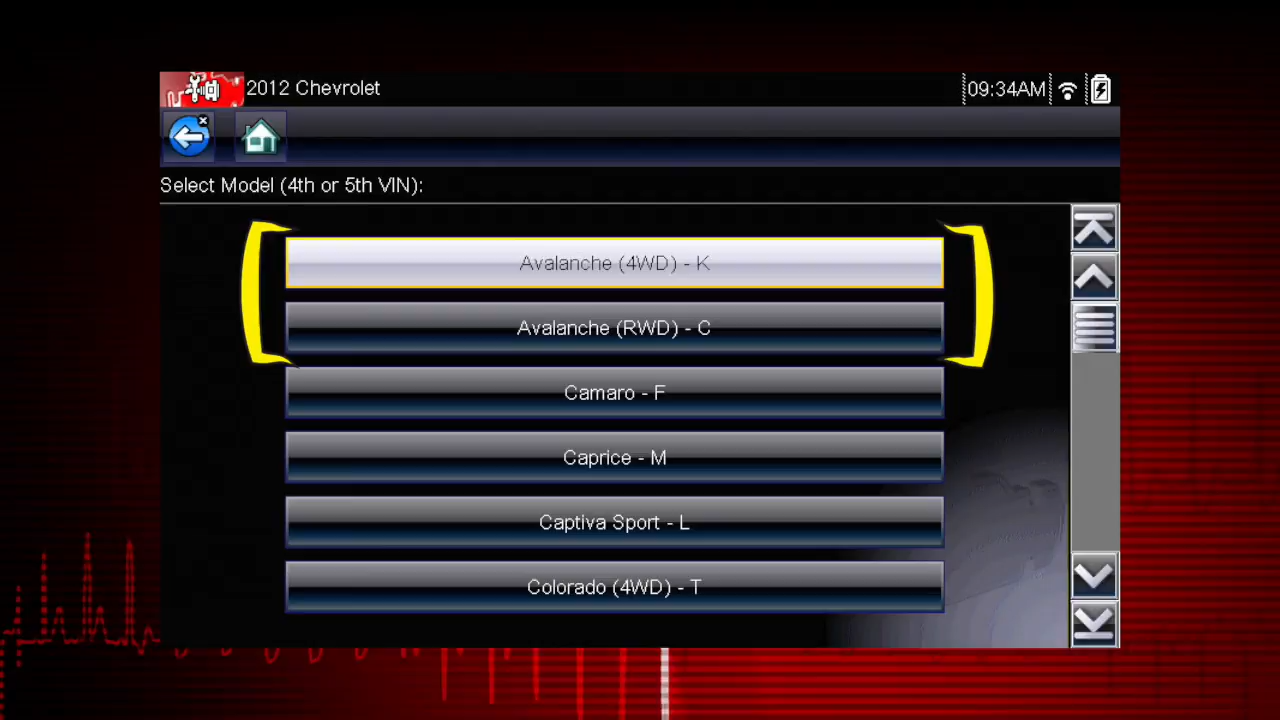 2012 Chevrolet
09:34AM
Select Model (4th or 5th VIN):
Avalanche (4WD) - K
Avalanche (RWD) - C
Camaro - F
Caprice - M
Captiva Sport - L
Colorado (4WD) - T